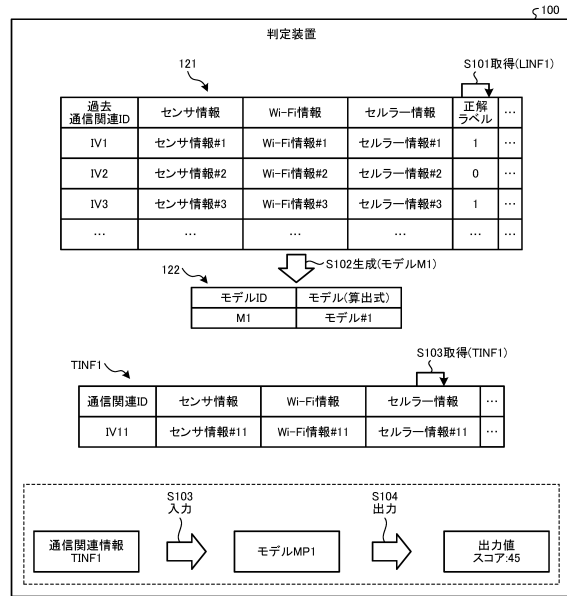 100
判定装置
121
S101取得(LINF1)
過去
通信関連ID
センサ情報
Wi-Fi情報
セルラー情報
正解
ラベル
…
IV1
センサ情報#1
Wi-Fi情報#1
セルラー情報#1
1
…
IV2
センサ情報#2
Wi-Fi情報#2
セルラー情報#2
0
…
IV3
センサ情報#3
Wi-Fi情報#3
セルラー情報#3
1
…
…
…
…
…
…
…
S102生成(モデルM1)
122
モデルID
モデル(算出式)
M1
モデル#1
S103取得(TINF1)
TINF1
通信関連ID
センサ情報
Wi-Fi情報
セルラー情報
…
IV11
センサ情報#11
Wi-Fi情報#11
セルラー情報#11
…
S103
入力
S104
出力
通信関連情報
TINF1
モデルMP1
出力値
スコア:45